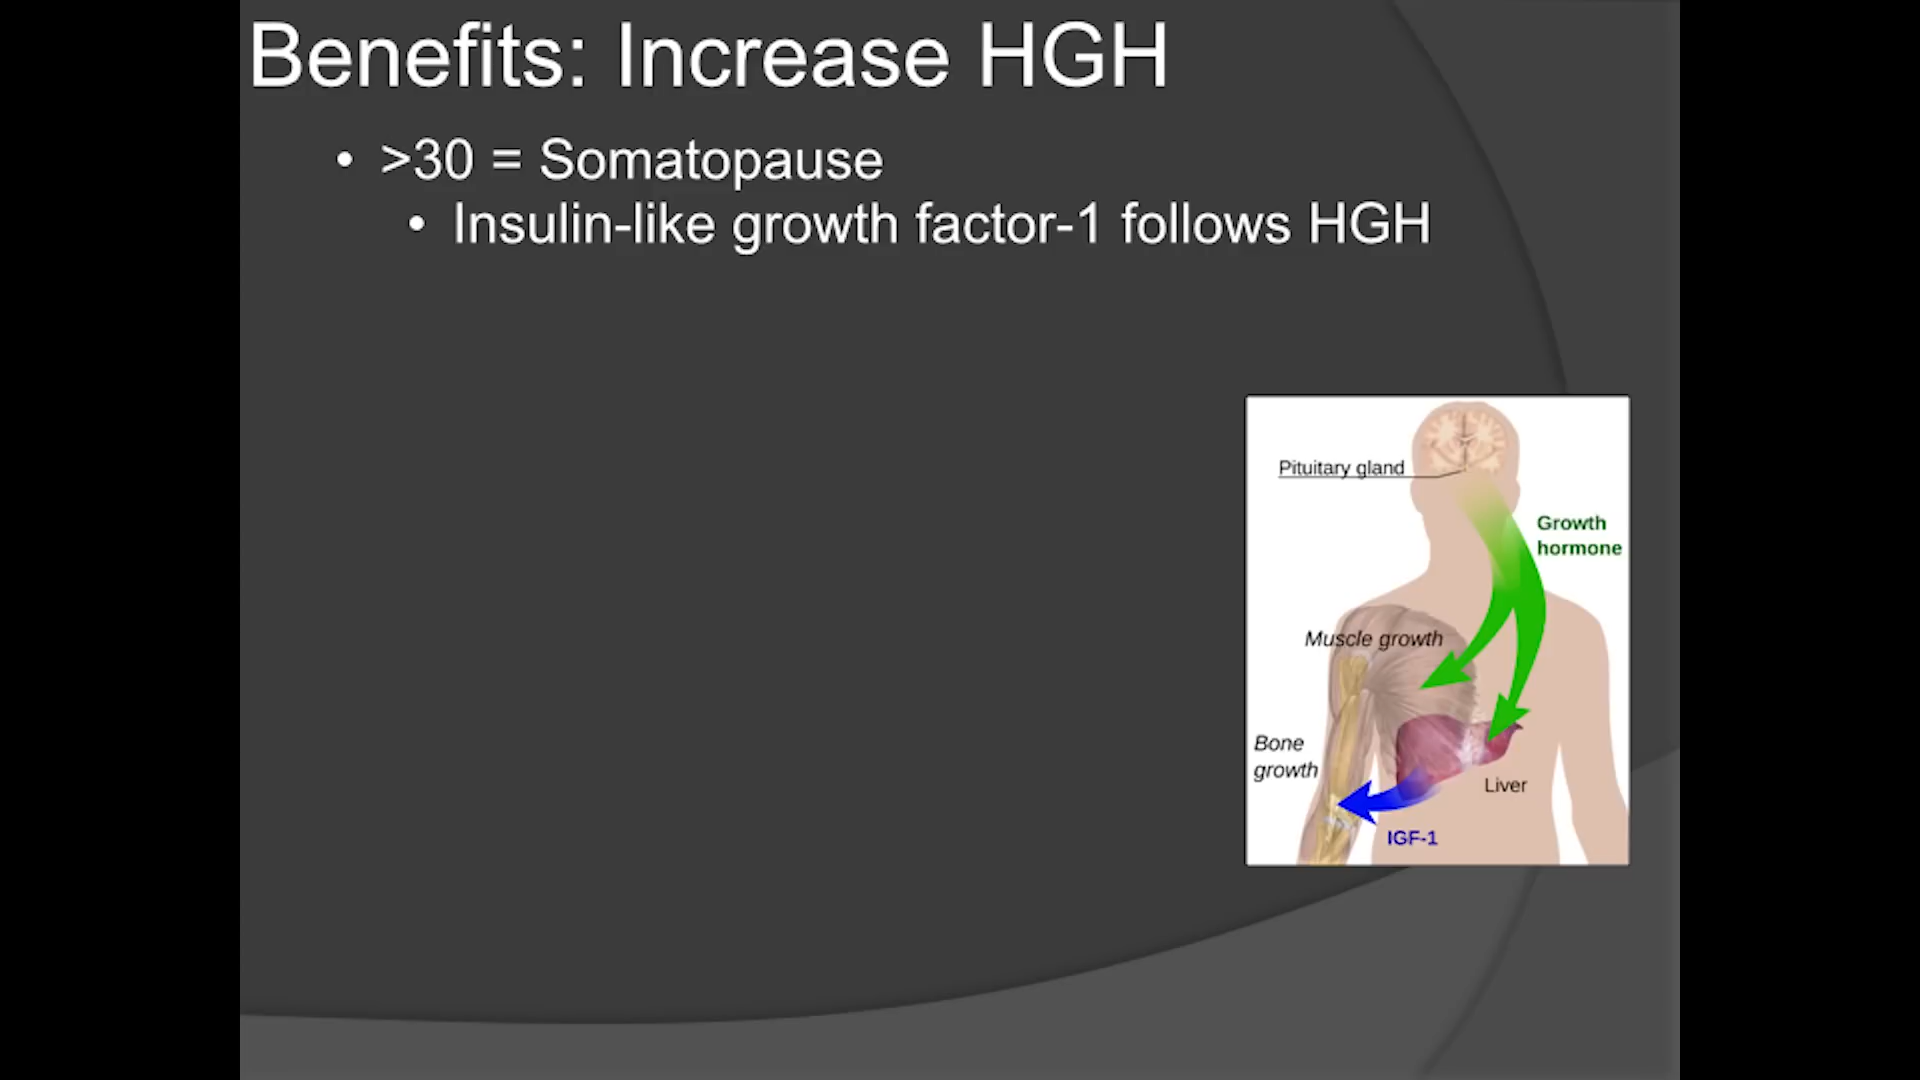 Benefits: Increase HGH
• >30 = Somatopause
• Insulin-like growth factor-1 follows HGH
Pituitary gland
Growth
hormone
Muscle growth
Bone
growth
Liver
IGF-1